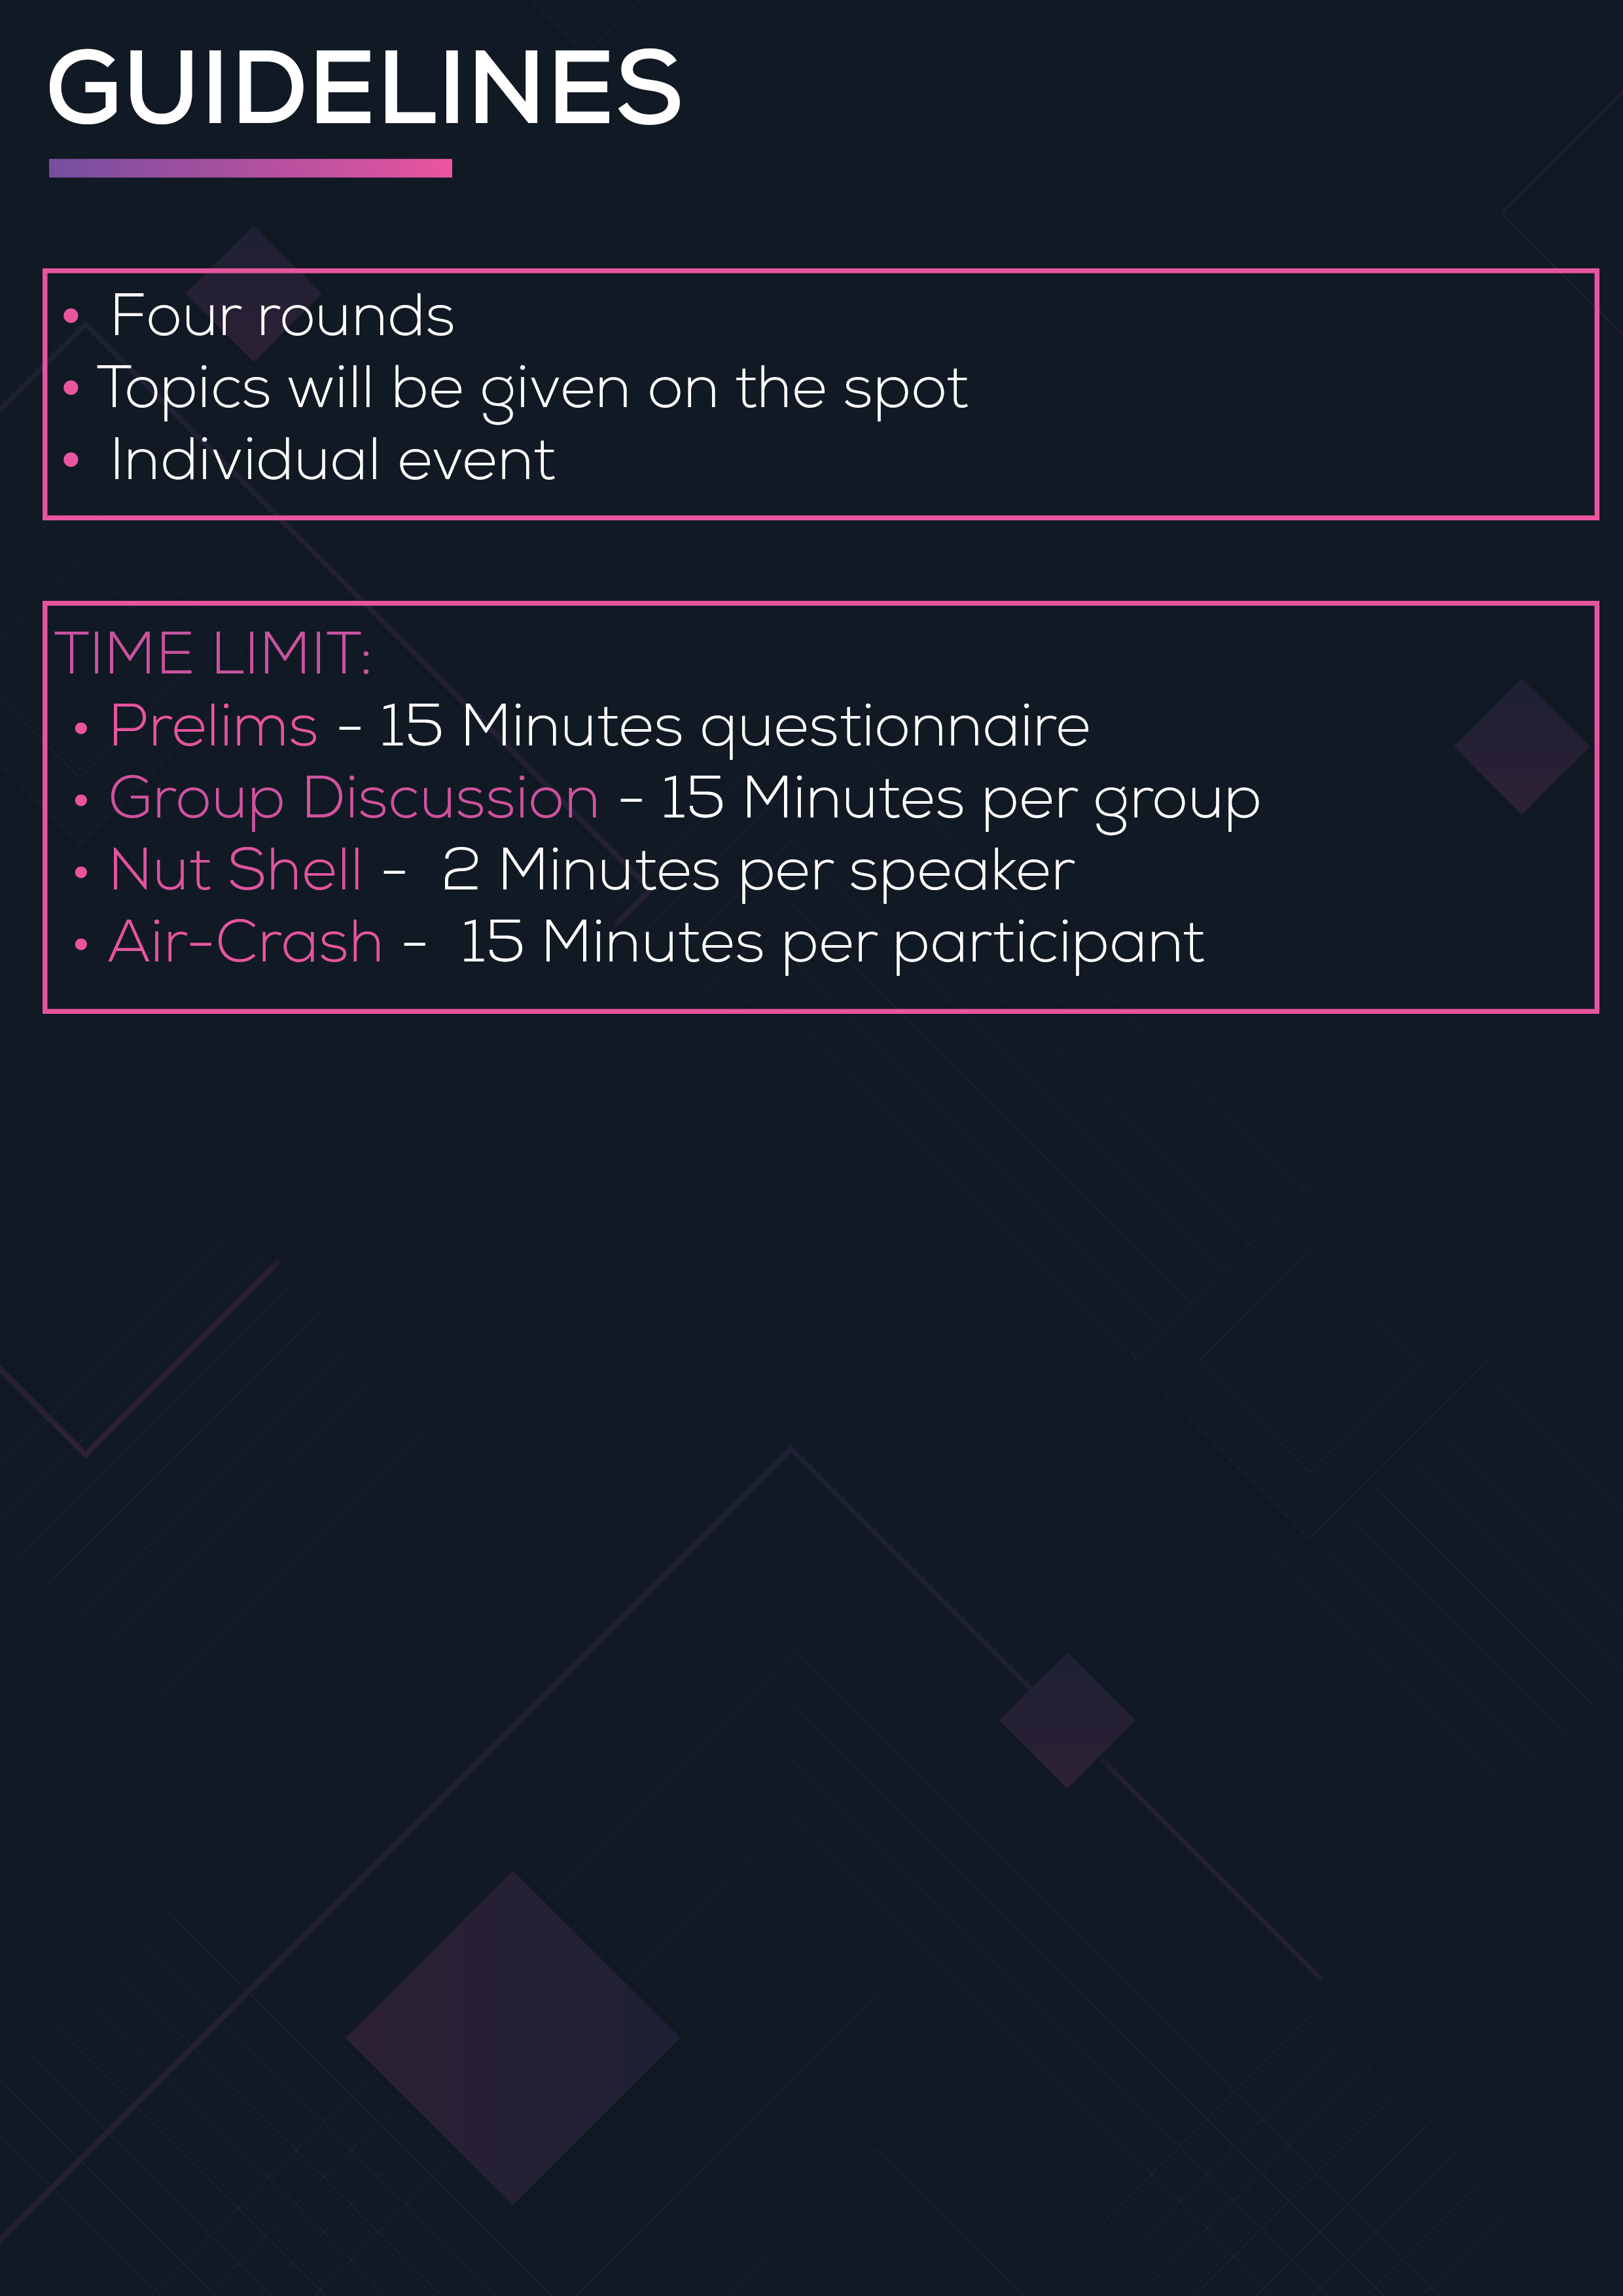 GUIDELINES
• Four rounds
• Topics will be given on the spot
• Individual event
TIME LIMIT:
• Prelims - 15 Minutes questionnaire
• Group Discussion - 15 Minutes per group
• Nut Shell - 2 Minutes per speaker
• Air-Crash - 15 Minutes per participant